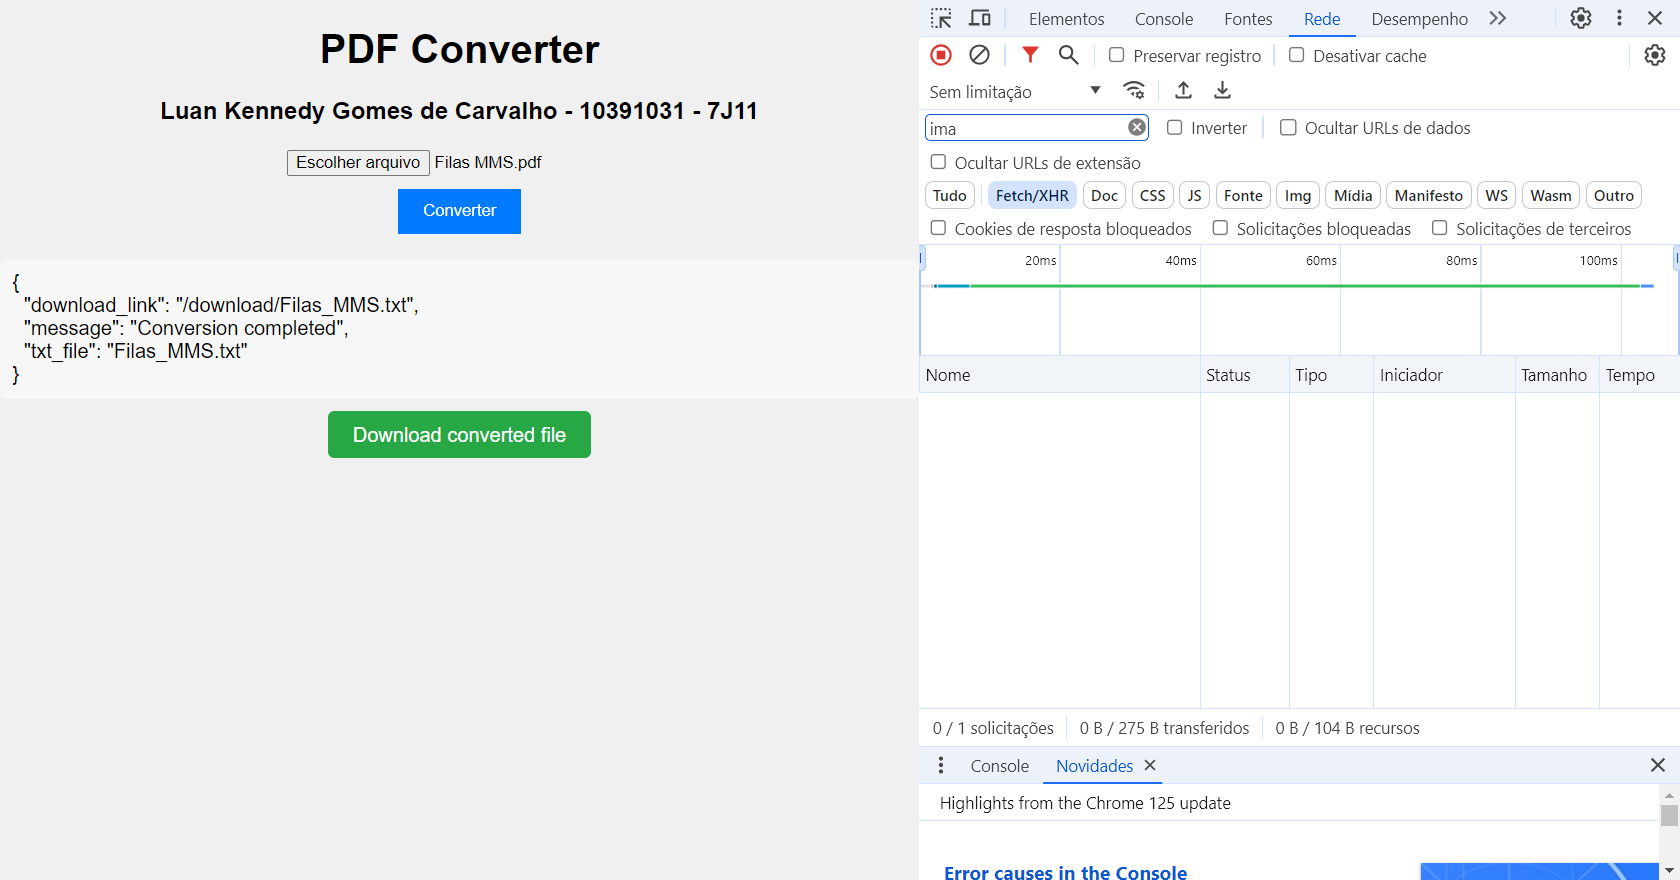 PDF Converter
Luan Kennedy Gomes de Carvalho - 10391031 - 7J11
Escolher arquivo Filas MMS.pdf
Converter
{
"download_link": "/download/Filas_MMS.txt",
"message": "Conversion completed",
"txt_file": "Filas_MMS.txt"
}
Download converted file
Elementos Console Fontes Rede Desempenho
Preservar registro Desativar cache
Sem limitação
ima Inverter Ocultar URLs de dados
Ocultar URLs de extensão
Tudo Fetch/XHR Doc CSS JS Fonte Img Mídia Manifesto WS Wasm Outro
Cookies de resposta bloqueados Solicitações bloqueadas Solicitações de terceiros
20ms 40ms 60ms 80ms 100ms
Nome Status Tipo Iniciador Tamanho Tempo
0 / 1 solicitações 0 B / 275 B transferidos 0 B / 104 B recursos
Console Novidades
Highlights from the Chrome 125 update
Error causes in the Console